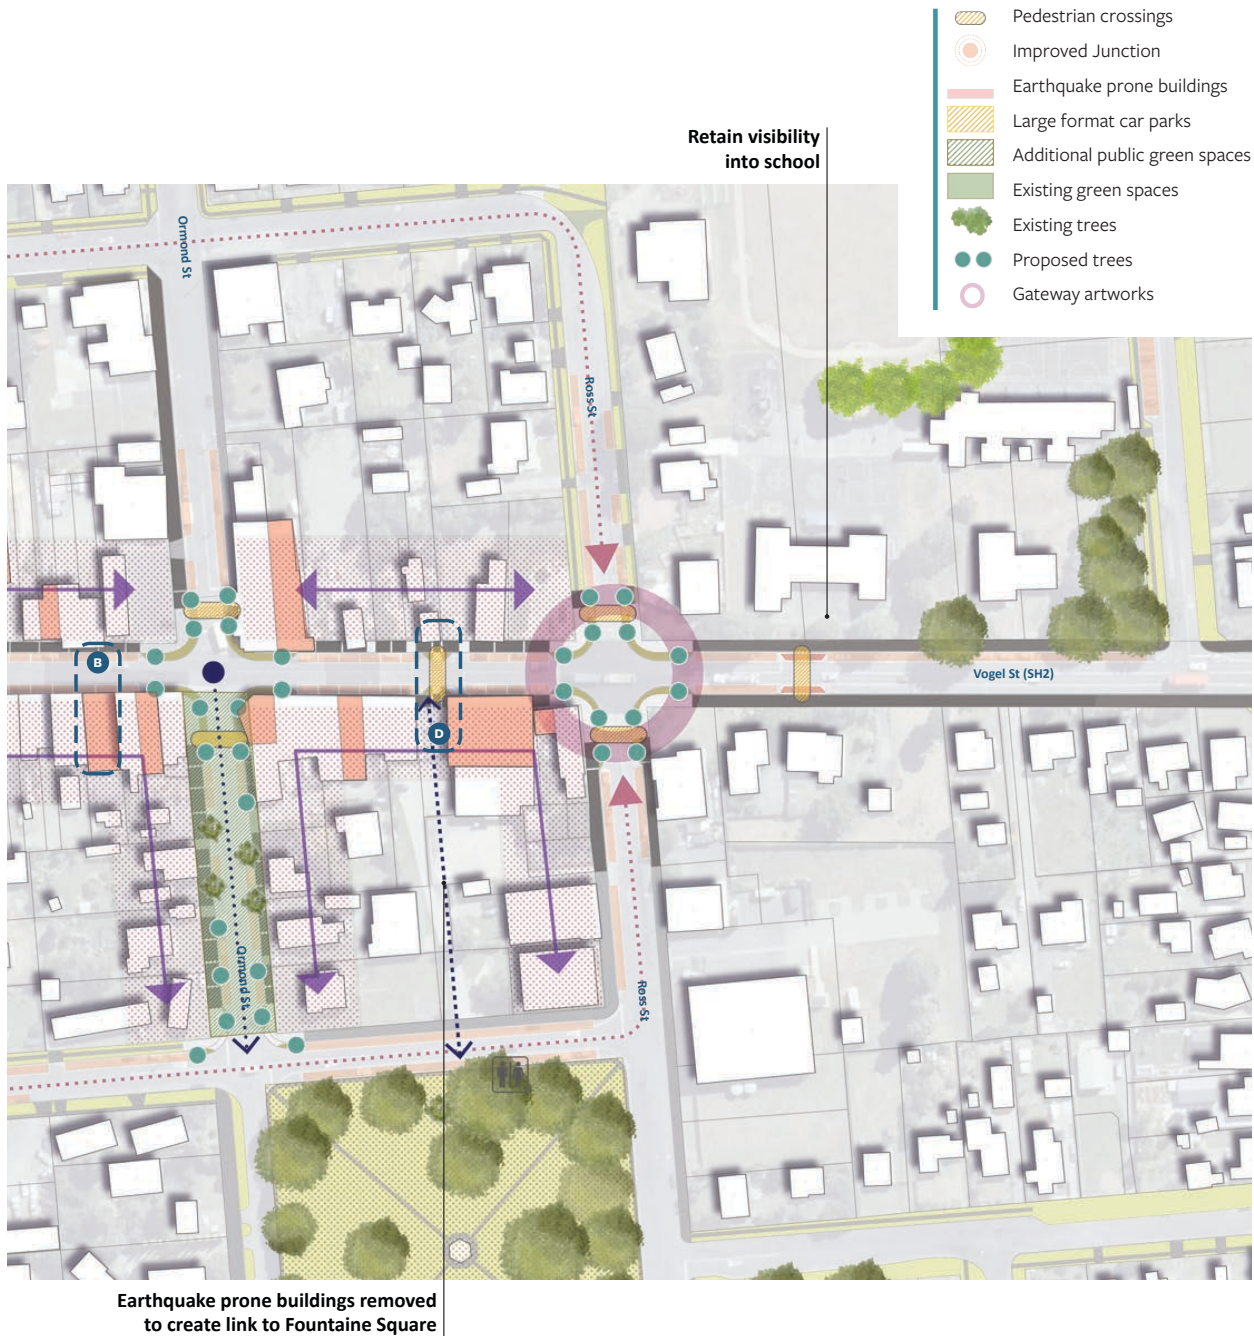 Pedestrian crossings
Improved Junction
Earthquake prone buildings
Large format car parks
Additional public green spaces
Existing green spaces
Existing trees
Proposed trees
Gateway artworks
Retain visibility
into school
Ormond St
Ross St
B
D
Vogel St (SH2)
Ormond St
Ross St
Earthquake prone buildings removed
to create link to Fountaine Square